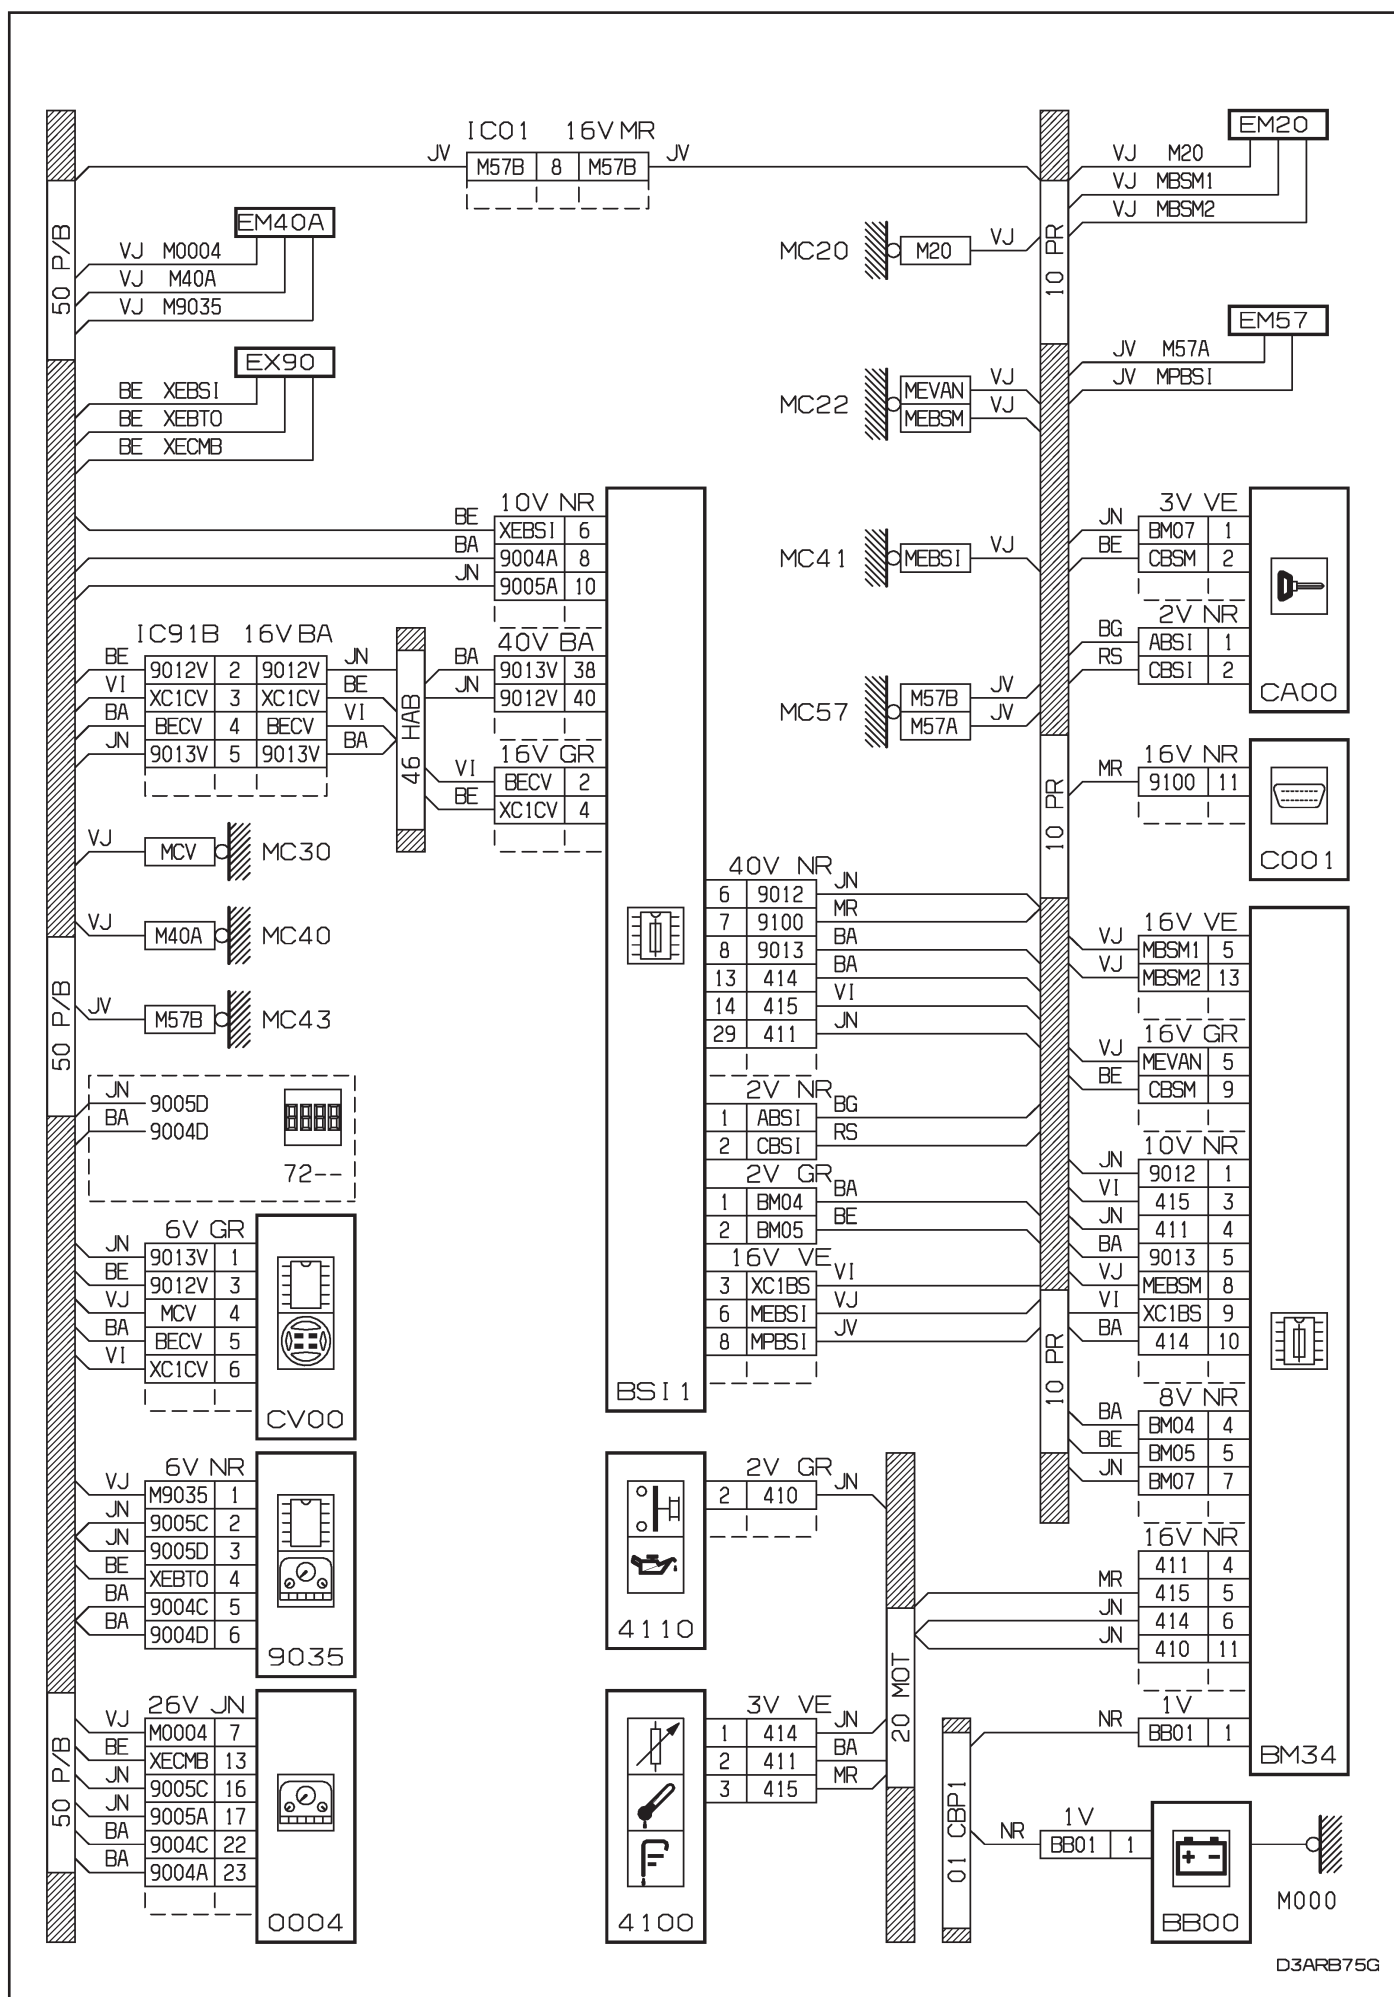 IC01 16V MR
JV M57B 8 M57B JV
50 P/B
EM40A
VJ M0004
VJ M40A
VJ M9035
EX90
BE XEBSI
BE XEBTO
BE XECMB
10 PR
EM20
VJ M20
VJ MBSM1
VJ MBSM2
MC20 M20 VJ
EM57
JV M57A
JV MPBSI
MC22 MEVAN VJ
MEBSM VJ
MC41 MEBSI VJ
MC57 M57B JV
M57A JV
10V NR
BE XEBSI 6
BA 9004A 8
JN 9005A 10
40V BA
BA 9013V 38
JN 9012V 40
16V GR
VI BECV 2
BE XC1CV 4
IC91B 16V BA
BE 9012V 2 9012V JN
VI XC1CV 3 XC1CV BE
BA BECV 4 BECV VI
JN 9013V 5 9013V BA
46 HAB
VJ MCV MC30
VJ M40A MC40
JV M57B MC43
50 P/B
JN 9005D
BA 9004D
72--
6V GR
JN 9013V 1
BE 9012V 3
VJ MCV 4
BA BECV 5
VI XC1CV 6
CV00
6V NR
VJ M9035 1
JN 9005C 2
JN 9005D 3
BE XEBTO 4
BA 9004C 5
BA 9004D 6
9035
50 P/B
26V JN
VJ M0004 7
BE XECMB 13
JN 9005C 16
JN 9005A 17
BA 9004C 22
BA 9004A 23
0004
40V NR
6 9012 JN
7 9100 MR
8 9013 BA
13 414 BA
14 415 VI
29 411 JN
2V NR
1 ABSI BG
2 CBSI RS
2V GR
1 BM04 BA
2 BM05 BE
16V VE
3 XC1BS VI
6 MEBSI VJ
8 MPBSI JV
BSI1
2V GR
2 410 JN
4110
3V VE
1 414 JN
2 411 BA
3 415 MR
4100
20 MOT
3V VE
JN BM07 1
BE CBSM 2
2V NR
BG ABSI 1
RS CBSI 2
CA00
10 PR
16V NR
MR 9100 11
C001
16V VE
VJ MBSM1 5
VJ MBSM2 13
16V GR
VJ MEVAN 5
BE CBSM 9
10V NR
JN 9012 1
VI 415 3
JN 411 4
BA 9013 5
VJ MEBSM 8
VI XC1BS 9
BA 414 10
10 PR
8V NR
BA BM04 4
BE BM05 5
JN BM07 7
16V NR
411 4
MR 415 5
JN 414 6
JN 410 11
1V
NR BB01 1
BM34
01 CBP1
1V
NR BB01 1
BB00
M000
D3ARB75G